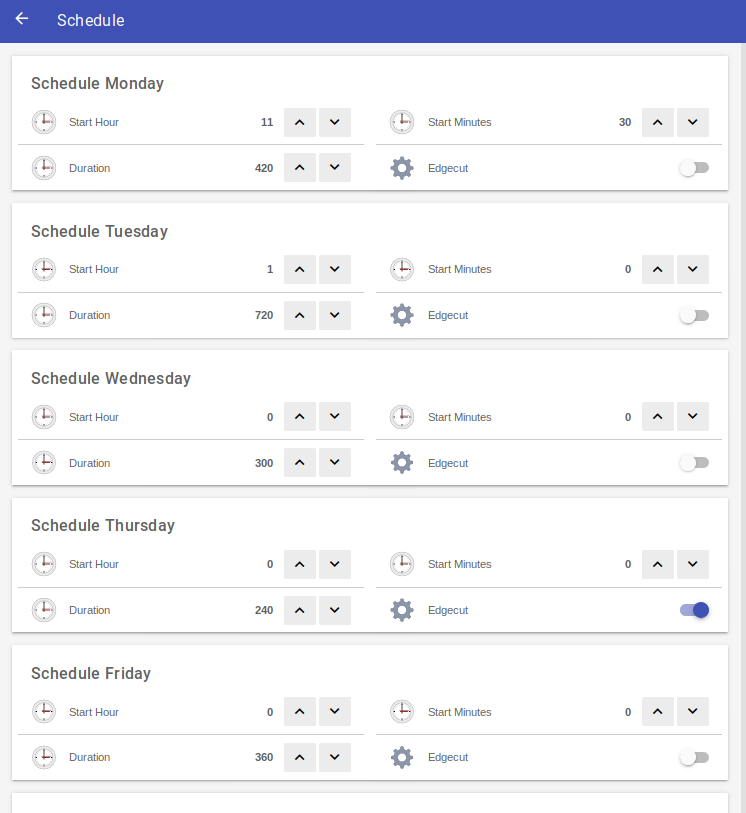 Schedule
Schedule Monday
Start Hour 11 Start Minutes 30
Duration 420 Edgecut
Schedule Tuesday
Start Hour 1 Start Minutes 0
Duration 720 Edgecut
Schedule Wednesday
Start Hour 0 Start Minutes 0
Duration 300 Edgecut
Schedule Thursday
Start Hour 0 Start Minutes 0
Duration 240 Edgecut
Schedule Friday
Start Hour 0 Start Minutes 0
Duration 360 Edgecut